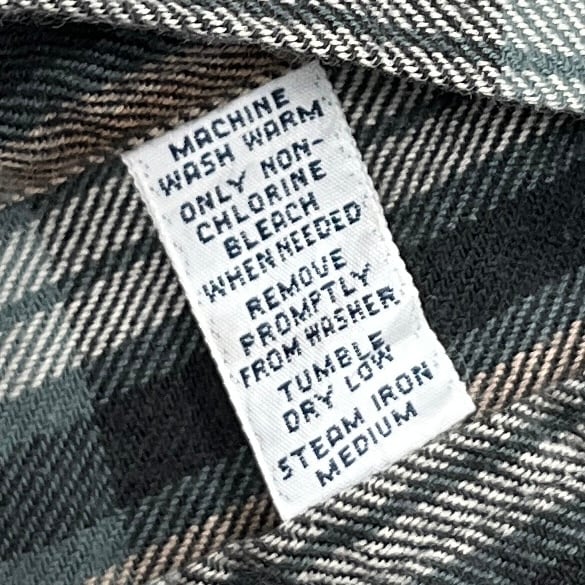 MACHINE
WASH WARM
ONLY NON-
CHLORINE
BLEACH
WHEN NEEDED
REMOVE
PROMPTLY
FROM WASHER
TUMBLE
DRY LOW
STEAM IRON
MEDIUM